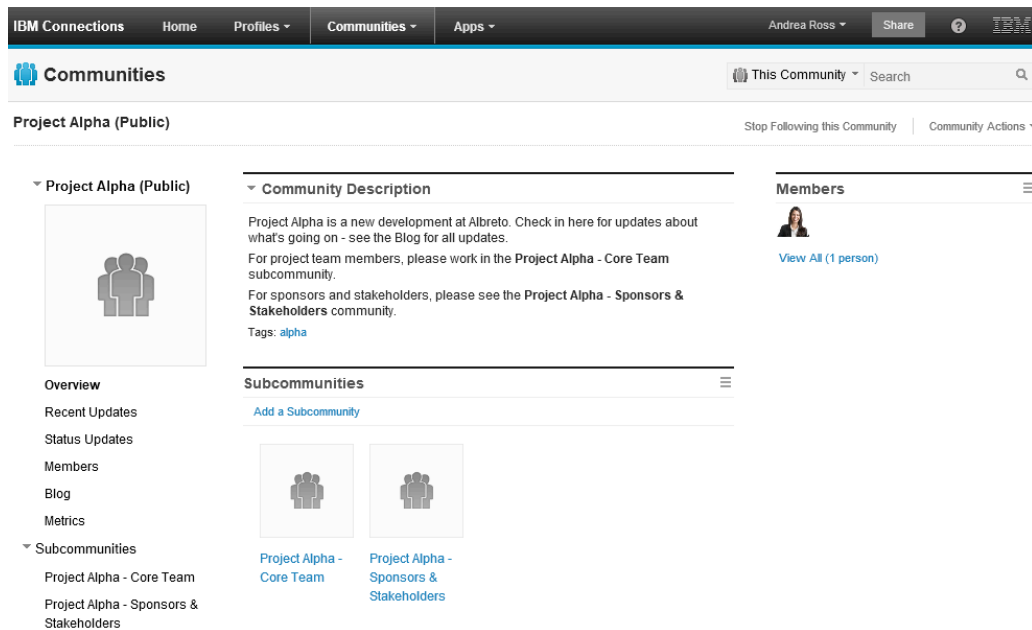 IBM Connections Home Profiles Communities Apps Andrea Ross Share ? IBM
Communities
This Community Search
Project Alpha (Public)
Stop Following this Community Community Actions
Project Alpha (Public)
Overview
Recent Updates
Status Updates
Members
Blog
Metrics
Subcommunities
Project Alpha - Core Team
Project Alpha - Sponsors &
Stakeholders
Community Description
Project Alpha is a new development at Albreto. Check in here for updates about
what's going on - see the Blog for all updates.
For project team members, please work in the Project Alpha - Core Team
subcommunity.
For sponsors and stakeholders, please see the Project Alpha - Sponsors &
Stakeholders community.
Tags: alpha
Subcommunities
Add a Subcommunity
Project Alpha -
Core Team
Project Alpha -
Sponsors &
Stakeholders
Members
View All (1 person)